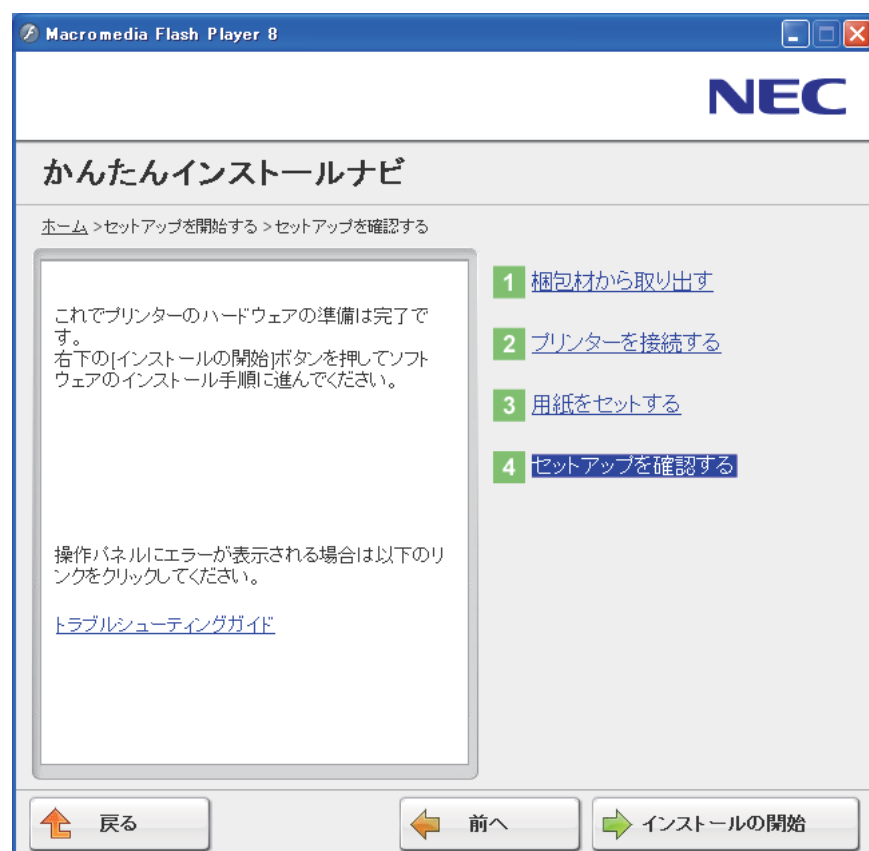 Macromedia Flash Player 8
NEC
かんたんインストールナビ
ホーム >セットアップを開始する >セットアップを確認する
これでプリンターのハードウェアの準備は完了で
す。
右下の[インストールの開始]ボタンを押してソフト
ウェアのインストール手順に進んでください。
操作パネルにエラーが表示される場合は以下のリ
ンクをクリックしてください。
トラブルシューティングガイド
1 梱包材から取り出す
2 プリンターを接続する
3 用紙をセットする
4 セットアップを確認する
戻る
前へ
インストールの開始